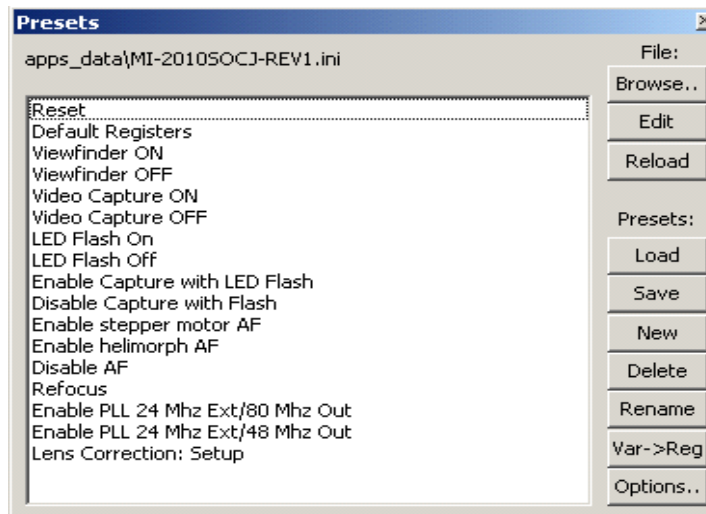 Presets
apps_data\MI-2010SOCJ-REV1.ini
Reset
Default Registers
Viewfinder ON
Viewfinder OFF
Video Capture ON
Video Capture OFF
LED Flash On
LED Flash Off
Enable Capture with LED Flash
Disable Capture with Flash
Enable stepper motor AF
Enable helimorph AF
Disable AF
Refocus
Enable PLL 24 Mhz Ext/80 Mhz Out
Enable PLL 24 Mhz Ext/48 Mhz Out
Lens Correction: Setup
File:
Browse..
Edit
Reload
Presets:
Load
Save
New
Delete
Rename
Var->Reg
Options..